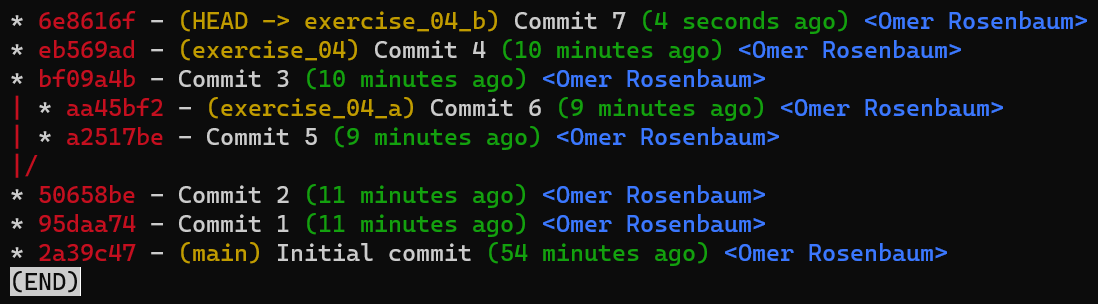 * 6e8616f - (HEAD -> exercise_04_b) Commit 7 (4 seconds ago) <Omer Rosenbaum>
* eb569ad - (exercise_04) Commit 4 (10 minutes ago) <Omer Rosenbaum>
* bf09a4b - Commit 3 (10 minutes ago) <Omer Rosenbaum>
| * aa45bf2 - (exercise_04_a) Commit 6 (9 minutes ago) <Omer Rosenbaum>
| * a2517be - Commit 5 (9 minutes ago) <Omer Rosenbaum>
|/
* 50658be - Commit 2 (11 minutes ago) <Omer Rosenbaum>
* 95daa74 - Commit 1 (11 minutes ago) <Omer Rosenbaum>
* 2a39c47 - (main) Initial commit (54 minutes ago) <Omer Rosenbaum>
(END)